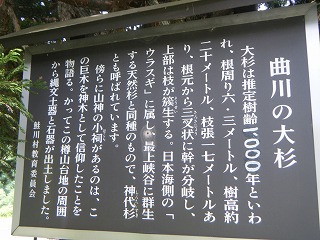 曲川の大杉
大杉は推定樹齢1,000年といわ
れ、根周り六・三メートル、樹高約
二十メートル、枝張一七メートルあ
り、根元から三又状に幹が分岐し、
上部は枝が簇生する。日本海側の「
ウラスギ」に属し、最上峡谷に群生
する天然杉と同種のもので、神代杉
とも呼ばれています。
傍らに山神の小祠があるのは、こ
の巨木を神木として信仰したことを
物語る。かつてこの神山台地の周囲
から縄文土器と石器が出土しました。
鮭川村教育委員会